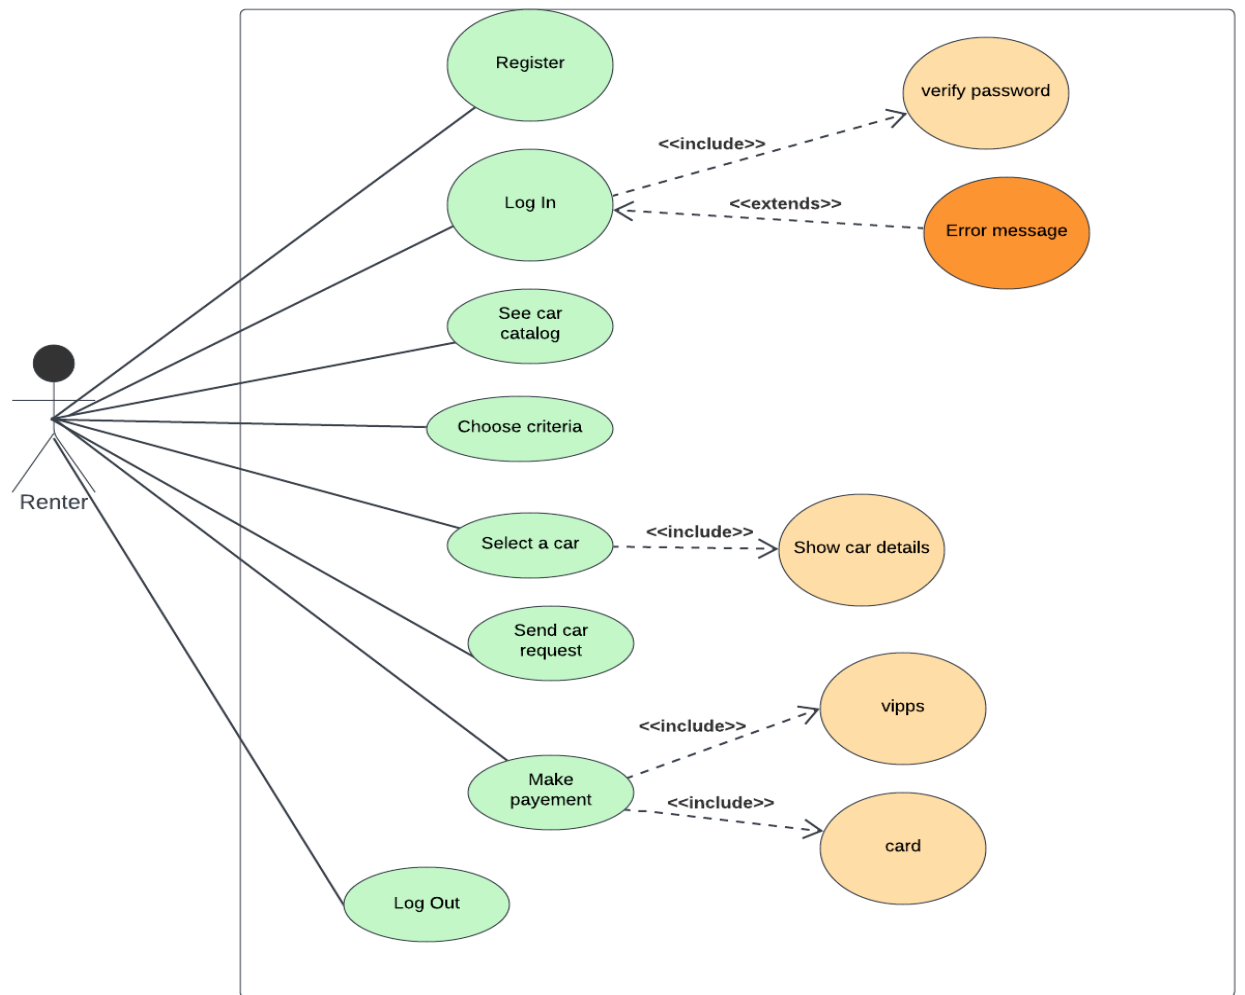 Register
verify password
<<include>>
Log In
<<extends>>
Error message
See car
catalog
Choose criteria
Renter
Select a car
<<include>>
Show car details
Send car
request
vipps
<<include>>
Make
payement
<<include>>
card
Log Out